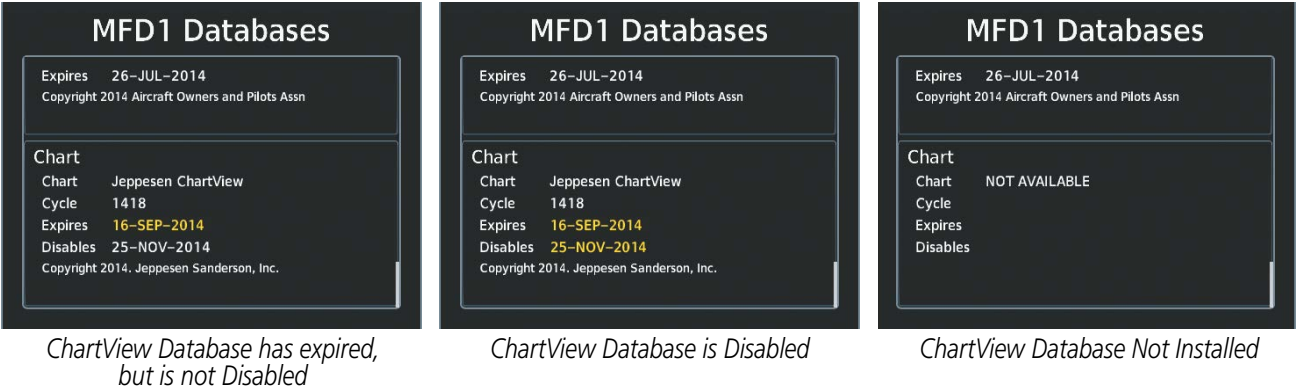 MFD1 Databases
Expires 26–JUL–2014
Copyright 2014 Aircraft Owners and Pilots Assn
Chart
Chart Jeppesen ChartView
Cycle 1418
Expires 16–SEP–2014
Disables 25–NOV–2014
Copyright 2014. Jeppesen Sanderson, Inc.
ChartView Database has expired,
but is not Disabled
MFD1 Databases
Expires 26–JUL–2014
Copyright 2014 Aircraft Owners and Pilots Assn
Chart
Chart Jeppesen ChartView
Cycle 1418
Expires 16–SEP–2014
Disables 25–NOV–2014
Copyright 2014. Jeppesen Sanderson, Inc.
ChartView Database is Disabled
MFD1 Databases
Expires 26–JUL–2014
Copyright 2014 Aircraft Owners and Pilots Assn
Chart
Chart NOT AVAILABLE
Cycle
Expires
Disables
ChartView Database Not Installed